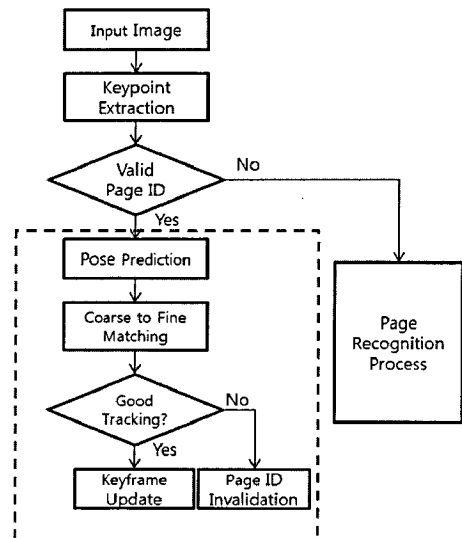 Input Image
Keypoint
Extraction
Valid
Page ID
No
Yes
Pose Prediction
Coarse to Fine
Matching
Page
Recognition
Process
Good
Tracking?
No
Yes
Keyframe
Update
Page ID
Invalidation